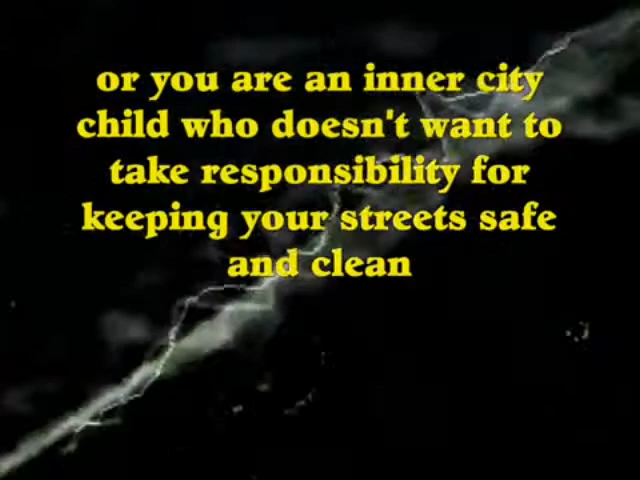 or you are an inner city
child who doesn't want to
take responsibility for
keeping your streets safe
and clean